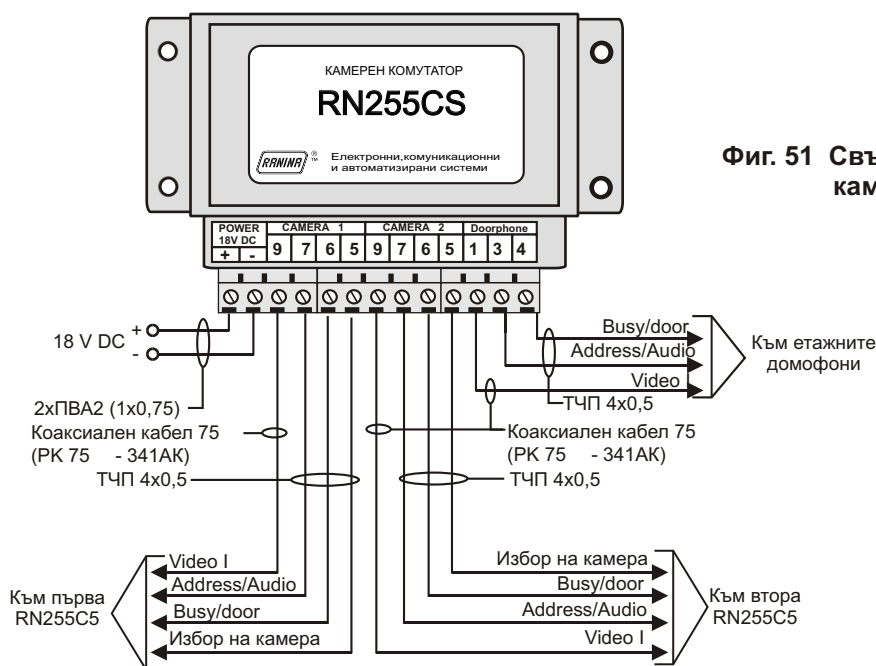 КАМЕРЕН КОМУТАТОР
RN255CS
RANINA ® ™
Електронни,комуникационни
и автоматизирани системи
Фиг. 51 Свъ
кам
POWER CAMERA 1 CAMERA 2 Doorphone
18V DC
+ - 9 7 6 5 9 7 6 5 1 3 4
18 V DC + -
Busy/door
Address/Audio
Video
Към етажните
домофони
ТЧП 4x0,5
2xПВА2 (1x0,75)
Коаксиален кабел 75
(РК 75 - 341АК)
ТЧП 4x0,5
Коаксиален кабел 75
(РК 75 - 341АК)
ТЧП 4x0,5
Video I
Address/Audio
Busy/door
Избор на камера
Към първа
RN255C5
Избор на камера
Busy/door
Address/Audio
Video I
Към втора
RN255C5